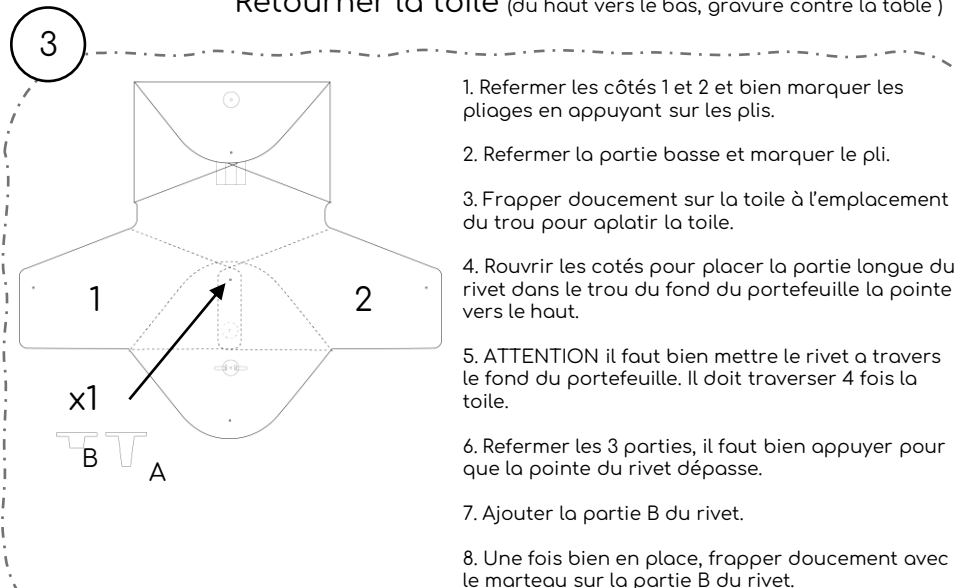 Retourner la toile (du haut vers le bas, gravure contre la table )
3
1. Refermer les côtés 1 et 2 et bien marquer les
pliages en appuyant sur les plis.
2. Refermer la partie basse et marquer le pli.
3. Frapper doucement sur la toile à l'emplacement
du trou pour aplatir la toile.
4. Rouvrir les cotés pour placer la partie longue du
rivet dans le trou du fond du portefeuille la pointe
vers le haut.
5. ATTENTION il faut bien mettre le rivet a travers
le fond du portefeuille. Il doit traverser 4 fois la
toile.
6. Refermer les 3 parties, il faut bien appuyer pour
que la pointe du rivet dépasse.
7. Ajouter la partie B du rivet.
8. Une fois bien en place, frapper doucement avec
le marteau sur la partie B du rivet.
1
2
x1
B
A